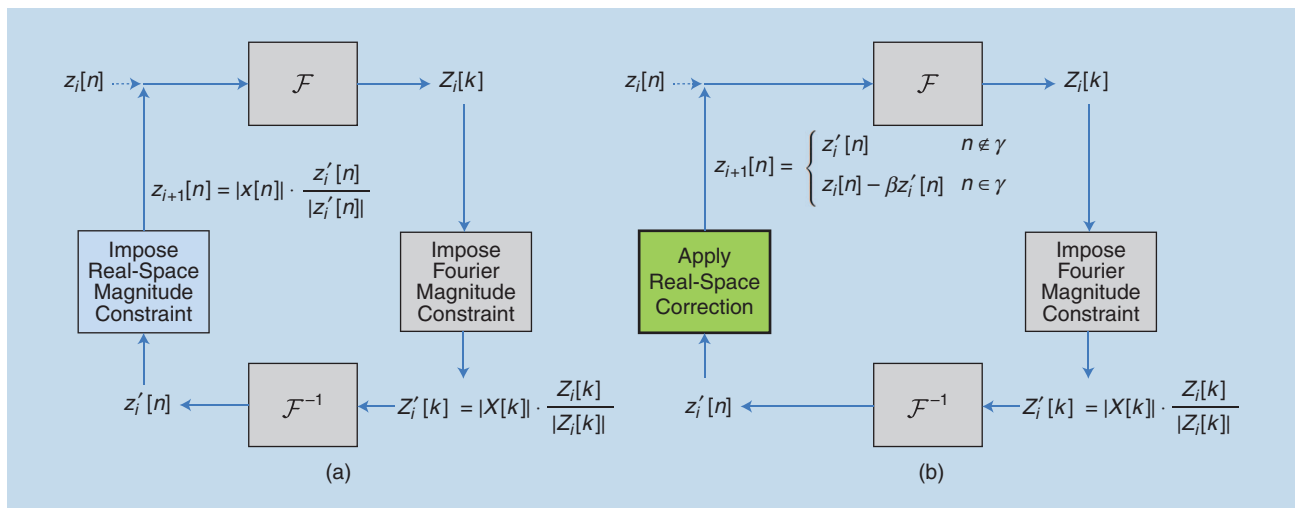 z_i[n]
ℱ
Z_i[k]
z_{i+1}[n] = |x[n]| · z_i′[n] / |z_i′[n]|
Impose
Real-Space
Magnitude
Constraint
Impose
Fourier
Magnitude
Constraint
z_i′[n]
ℱ⁻¹
Z_i′[k] = |X[k]| · Z_i[k] / |Z_i[k]|
(a)
z_i[n]
ℱ
Z_i[k]
z_{i+1}[n] = { z_i′[n] n ∉ γ
z_i[n] − βz_i′[n] n ∈ γ
Apply
Real-Space
Correction
Impose
Fourier
Magnitude
Constraint
z_i′[n]
ℱ⁻¹
Z_i′[k] = |X[k]| · Z_i[k] / |Z_i[k]|
(b)